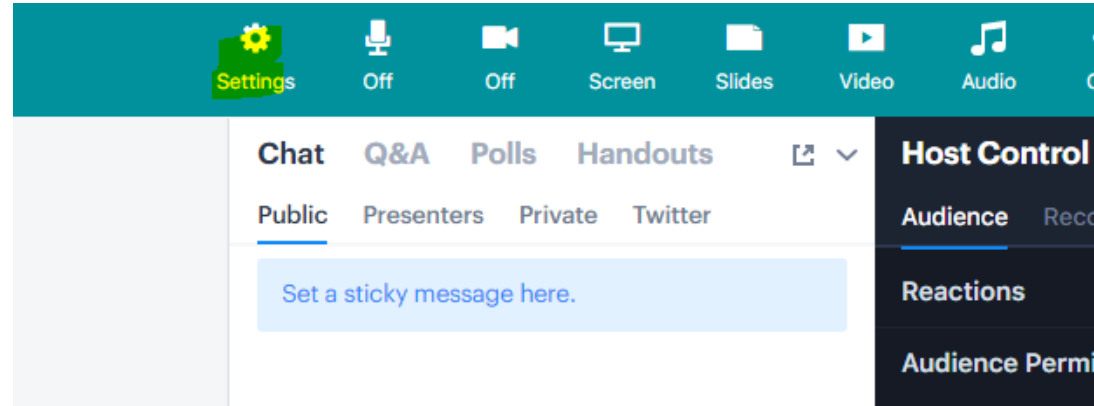 Settings Off Off Screen Slides Video Audio
Chat Q&A Polls Handouts
Public Presenters Private Twitter
Set a sticky message here.
Host Control
Audience
Reactions
Audience